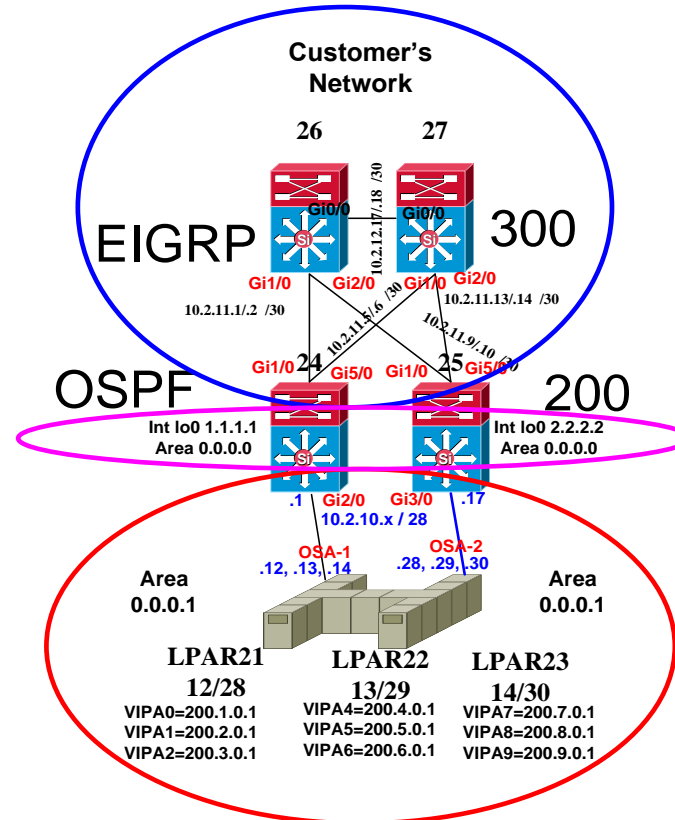 Customer's
Network
26
27
Gi0/0
Gi0/0
10.2.12.17/.18 /30
EIGRP
300
Si
Si
Gi1/0
Gi2/0
Gi1/0
Gi2/0
10.2.11.1/.2 /30
10.2.11.5/.6 /30
10.2.11.13/.14 /30
10.2.11.9/.10 /30
24
25
Gi1/0
Gi5/0
Gi1/0
Gi5/0
OSPF
200
Int lo0 1.1.1.1
Area 0.0.0.0
Int lo0 2.2.2.2
Area 0.0.0.0
Si
Si
.1
Gi2/0
Gi3/0
.17
10.2.10.x / 28
OSA-1
OSA-2
.12, .13, .14
.28, .29, .30
Area
0.0.0.1
Area
0.0.0.1
LPAR21
12/28
VIPA0=200.1.0.1
VIPA1=200.2.0.1
VIPA2=200.3.0.1
LPAR22
13/29
VIPA4=200.4.0.1
VIPA5=200.5.0.1
VIPA6=200.6.0.1
LPAR23
14/30
VIPA7=200.7.0.1
VIPA8=200.8.0.1
VIPA9=200.9.0.1